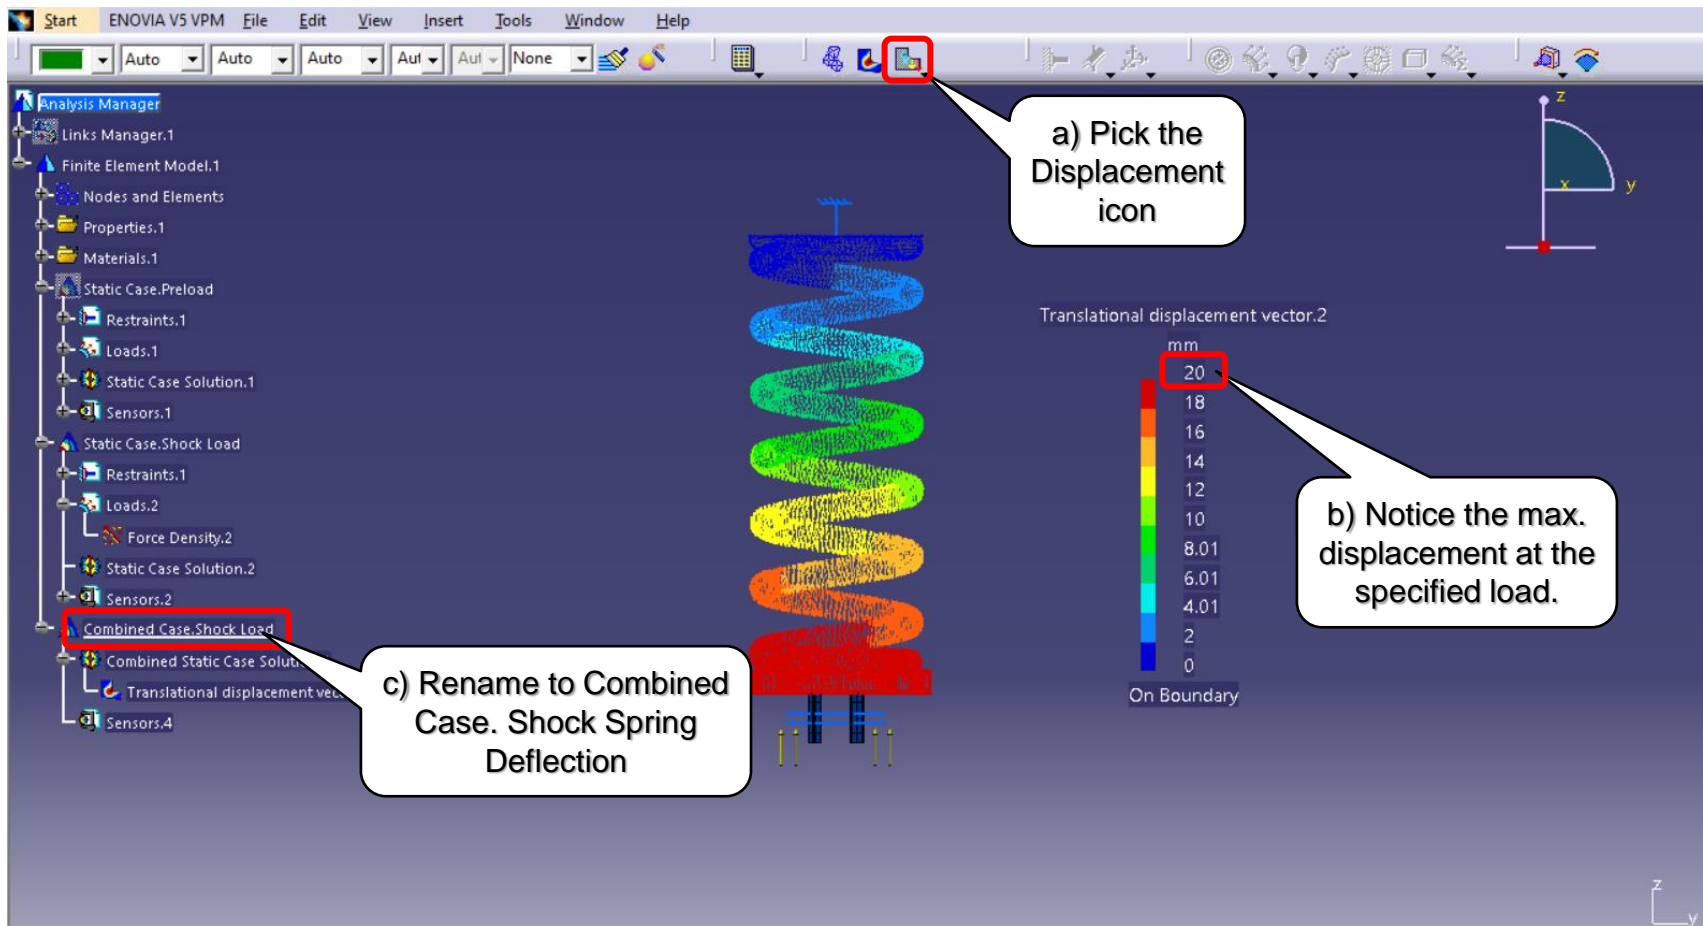 Start ENOVIA V5 VPM File Edit View Insert Tools Window Help
Auto Auto Auto Aut Aut None
Analysis Manager
Links Manager.1
Finite Element Model.1
Nodes and Elements
Properties.1
Materials.1
Static Case.Preload
Restraints.1
Loads.1
Static Case Solution.1
Sensors.1
Static Case.Shock Load
Restraints.1
Loads.2
Force Density.2
Static Case Solution.2
Sensors.2
Combined Case.Shock Load
Combined Static Case Solu
Translational displacement vec
Sensors.4
a) Pick the
Displacement
icon
z
x
y
Translational displacement vector.2
mm
20
18
16
14
12
10
8.01
6.01
4.01
2
0
On Boundary
b) Notice the max.
displacement at the
specified load.
c) Rename to Combined
Case. Shock Spring
Deflection
z
y